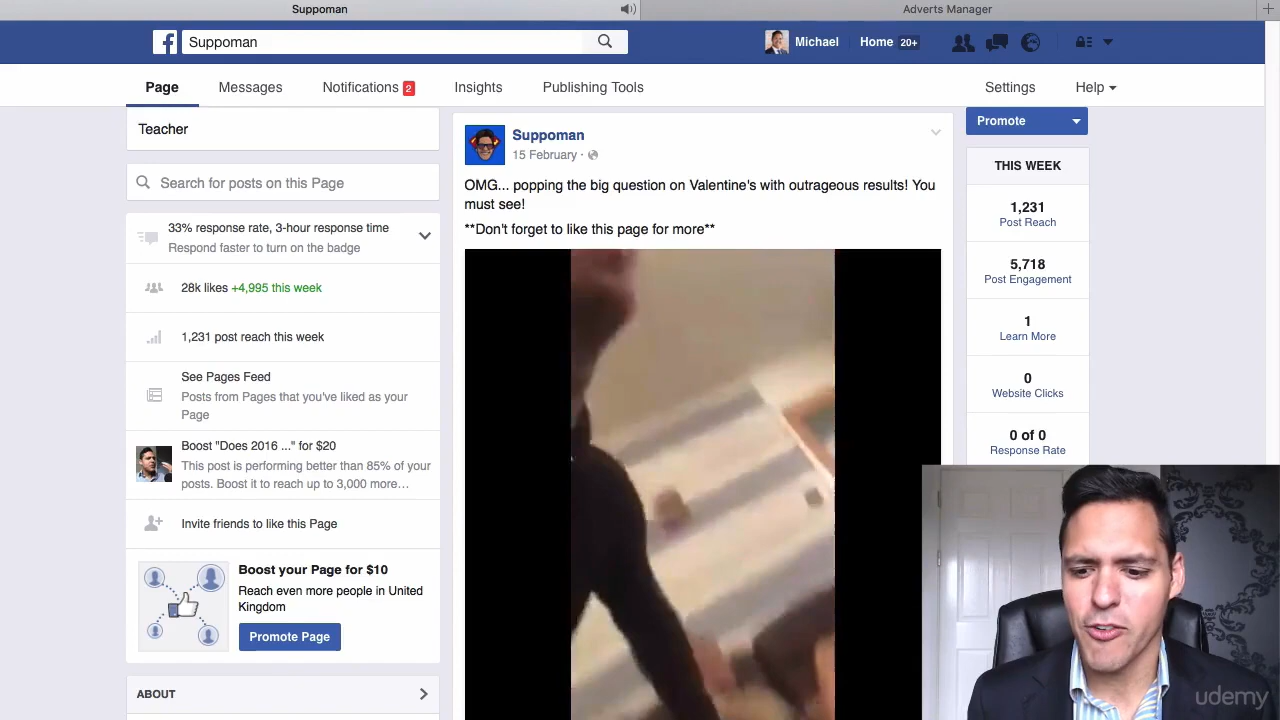 Suppoman
Adverts Manager
Suppoman
Michael
Home 20+
Page
Messages
Notifications 2
Insights
Publishing Tools
Settings
Help
Teacher
Search for posts on this Page
33% response rate, 3-hour response time
Respond faster to turn on the badge
28k likes +4,995 this week
1,231 post reach this week
See Pages Feed
Posts from Pages that you've liked as your
Page
Boost "Does 2016 ..." for $20
This post is performing better than 85% of your
posts. Boost it to reach up to 3,000 more…
Invite friends to like this Page
Boost your Page for $10
Reach even more people in United
Kingdom
Promote Page
ABOUT
Suppoman
15 February ·
OMG... popping the big question on Valentine's with outrageous results! You
must see!
**Don't forget to like this page for more**
Promote
THIS WEEK
1,231
Post Reach
5,718
Post Engagement
1
Learn More
0
Website Clicks
0 of 0
Response Rate
udemy